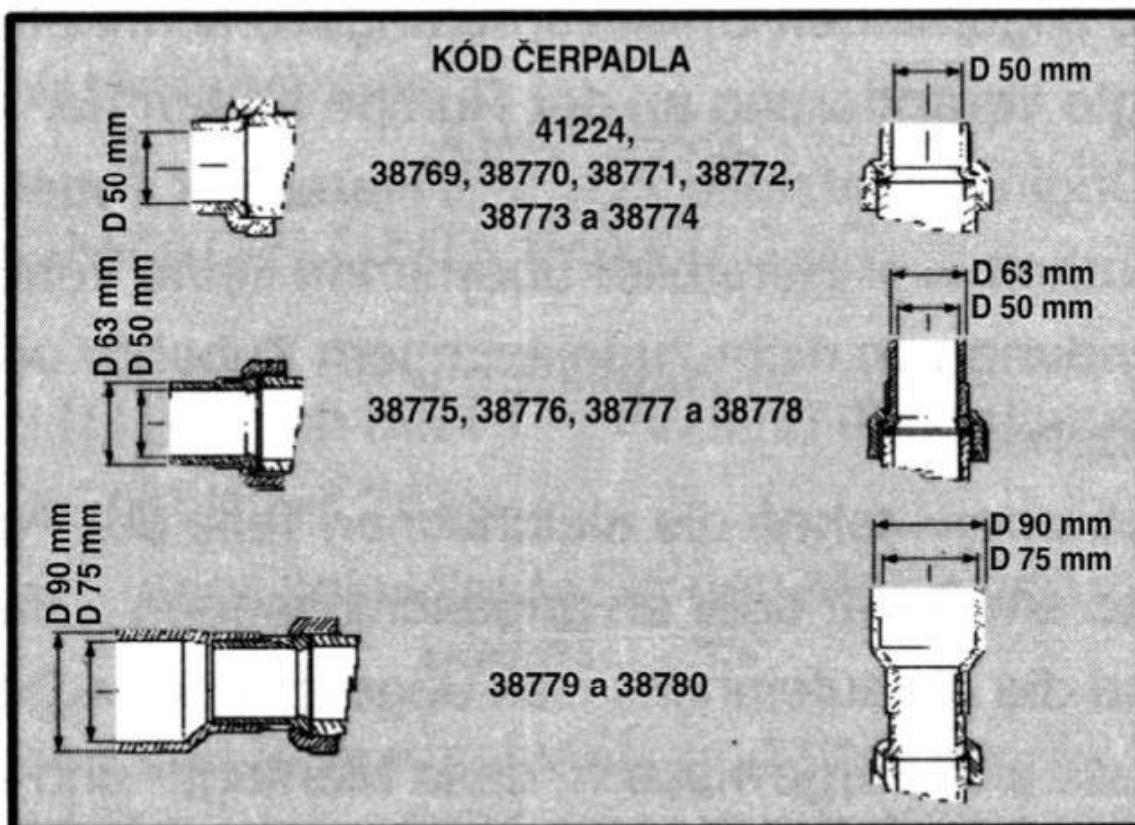 KÓD ČERPADLA
D 50 mm
D 50 mm
41224,
38769, 38770, 38771, 38772,
38773 a 38774
D 63 mm
D 50 mm
D 63 mm
D 50 mm
38775, 38776, 38777 a 38778
D 90 mm
D 75 mm
D 90 mm
D 75 mm
38779 a 38780